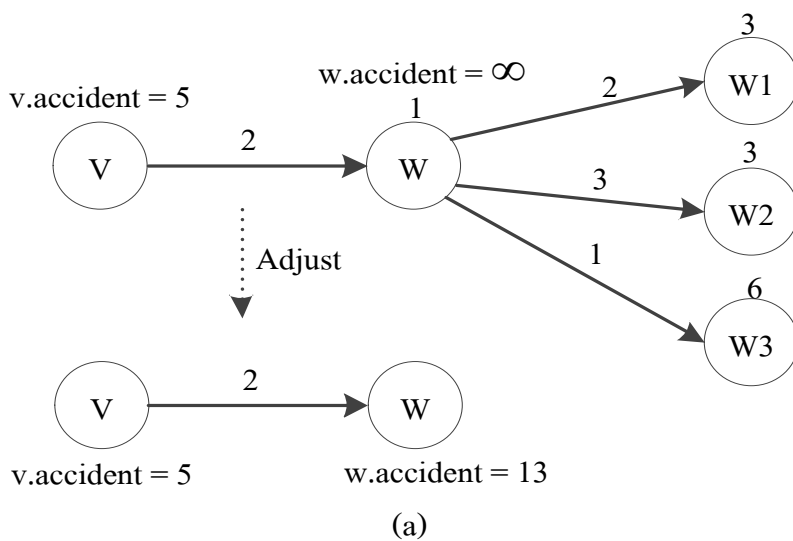 3
w.accident = ∞
v.accident = 5
1
2
W1
2
V
W
3
3
W2
1
Adjust
6
W3
2
V
W
v.accident = 5
w.accident = 13
(a)